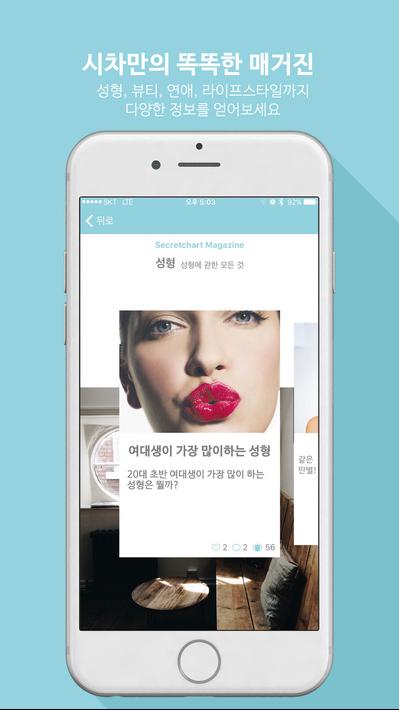 시차만의 똑똑한 매거진
성형, 뷰티, 연애, 라이프스타일까지
다양한 정보를 얻어보세요
SKT LTE 오후 5:03 92%
뒤로
Secretchart Magazine
성형 성형에 관한 모든 것
여대생이 가장 많이하는 성형
20대 초반 여대생이 가장 많이 하는
성형은 뭘까?
2 2 56
같은
만별!